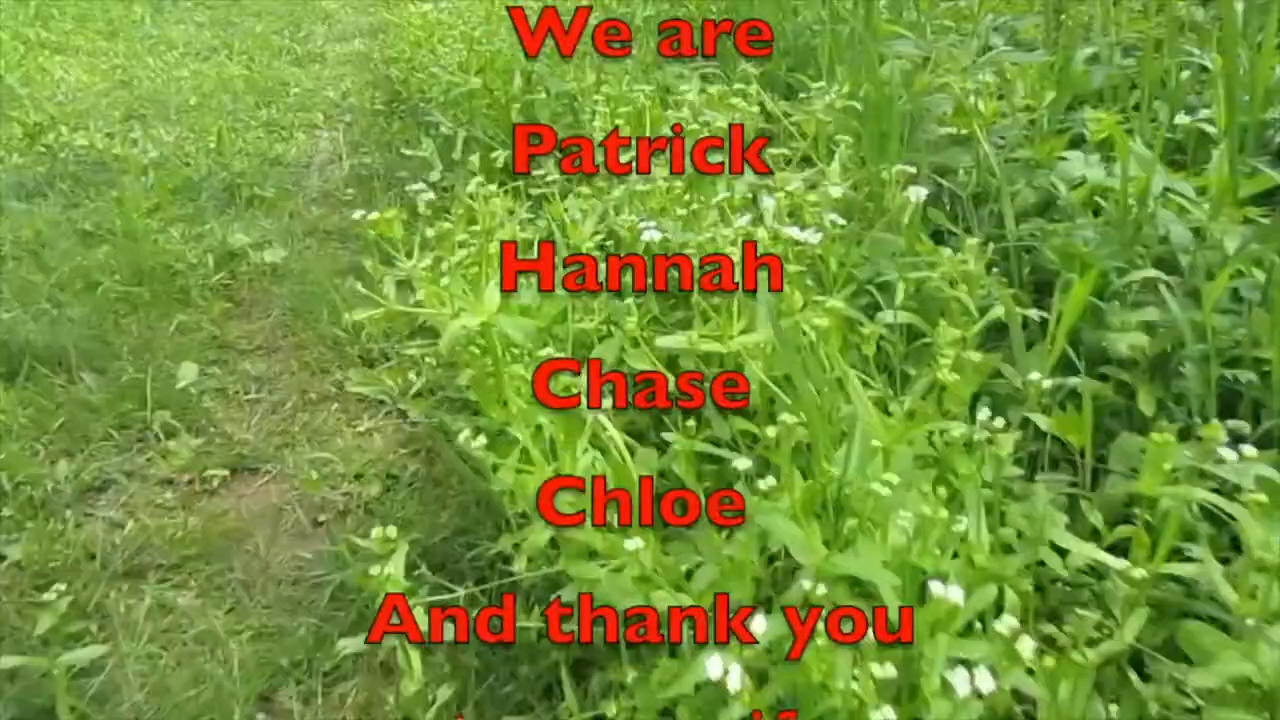 We are
Patrick
Hannah
Chase
Chloe
And thank you